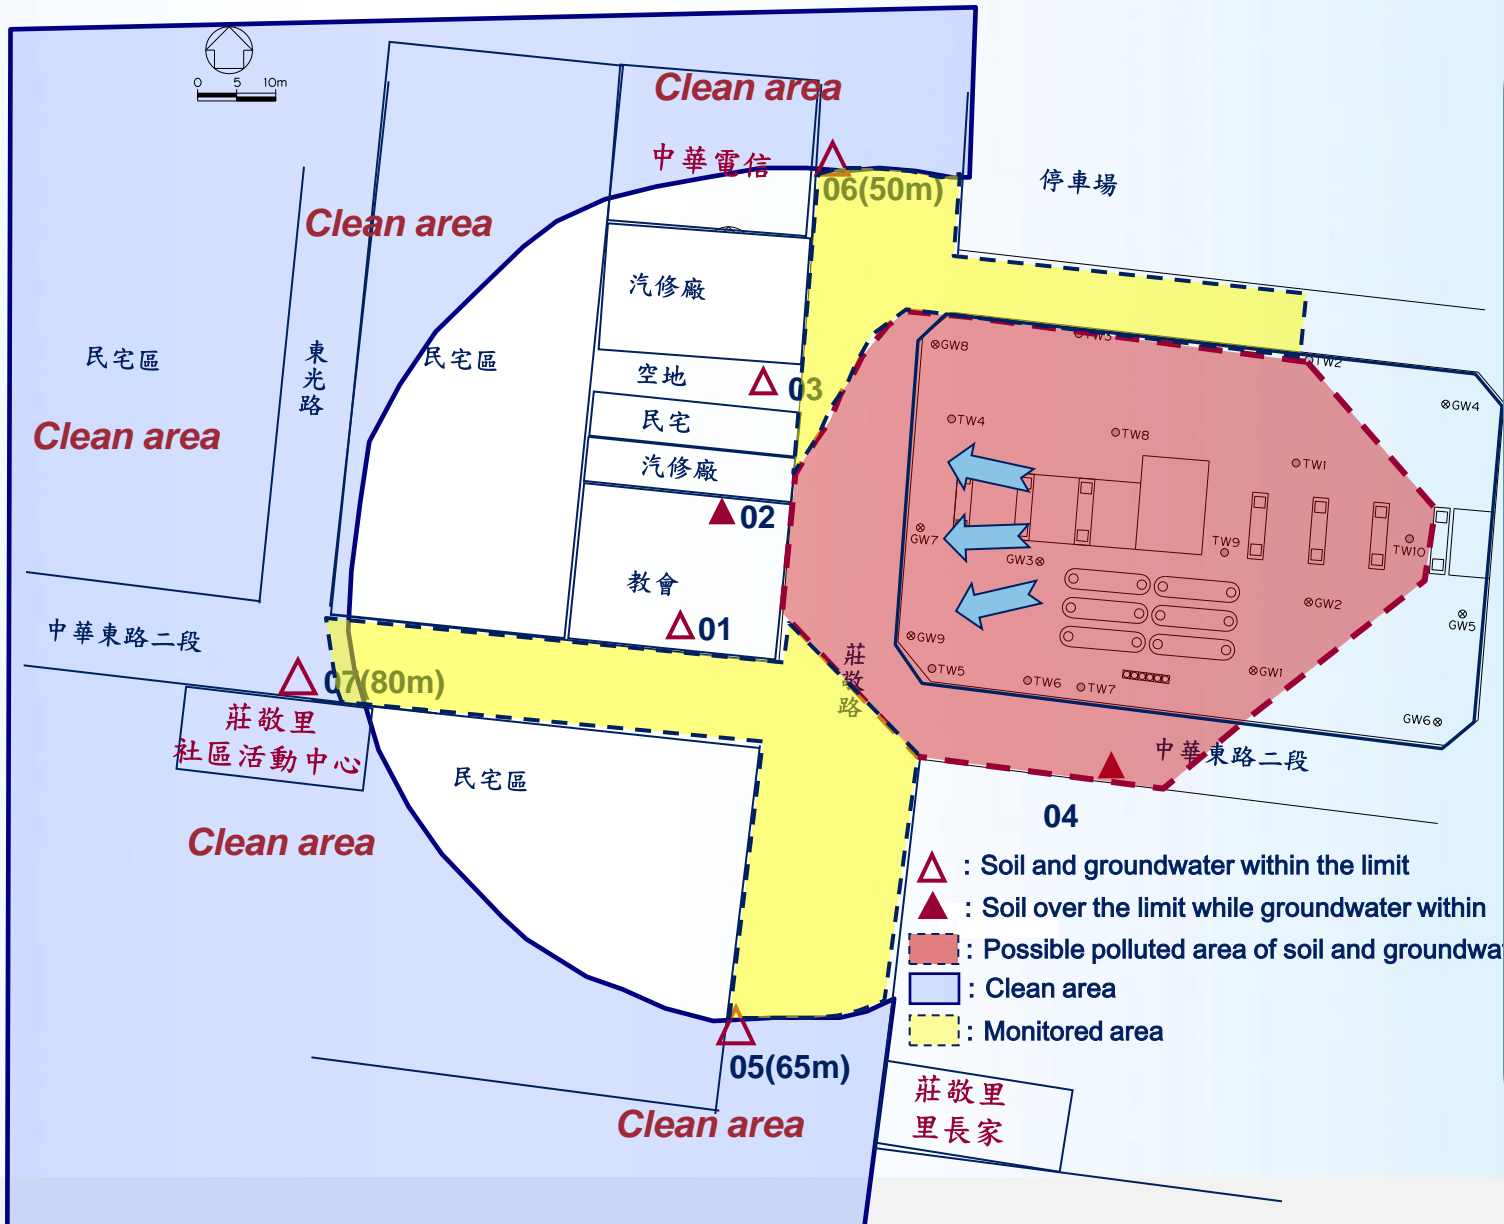 Clean area
0 5 10m
中華電信
06(50m)
停車場
Clean area
汽修廠
民宅區
東光路
民宅區
空地
03
民宅
汽修廠
02
教會
01
Clean area
GW8
TW3
TW2
GW4
TW4
TW8
TW1
GW7
GW3
TW9
TW10
GW2
GW5
GW9
TW5
TW6
TW7
GW1
GW6
莊敬路
中華東路二段
中華東路二段
04
07(80m)
莊敬里
社區活動中心
民宅區
Clean area
: Soil and groundwater within the limit
: Soil over the limit while groundwater within
: Possible polluted area of soil and
: Clean area
: Monitored area
05(65m)
Clean area
莊敬里
里長家